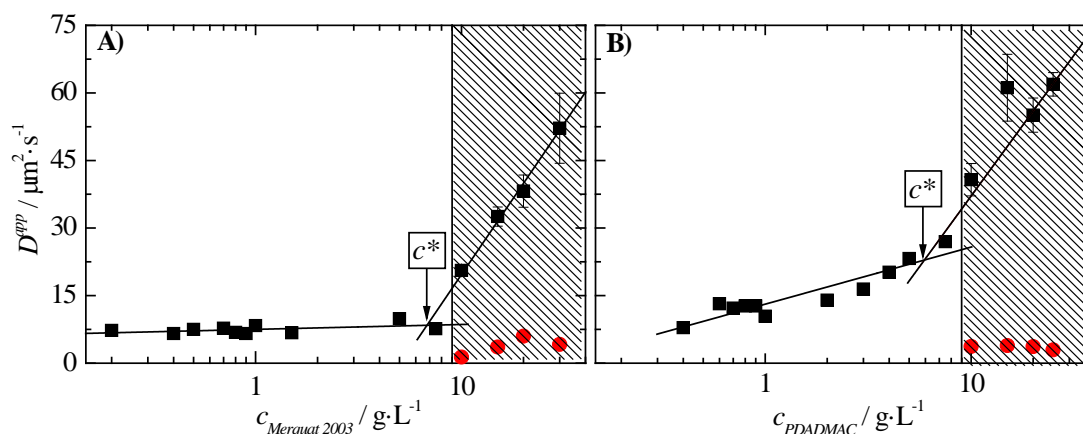 75
60
45
30
15
0
D^app / μm²·s⁻¹
A)
c*
1
10
c_Merquat 2003 / g·L⁻¹
B)
c*
1
10
c_PDADMAC / g·L⁻¹